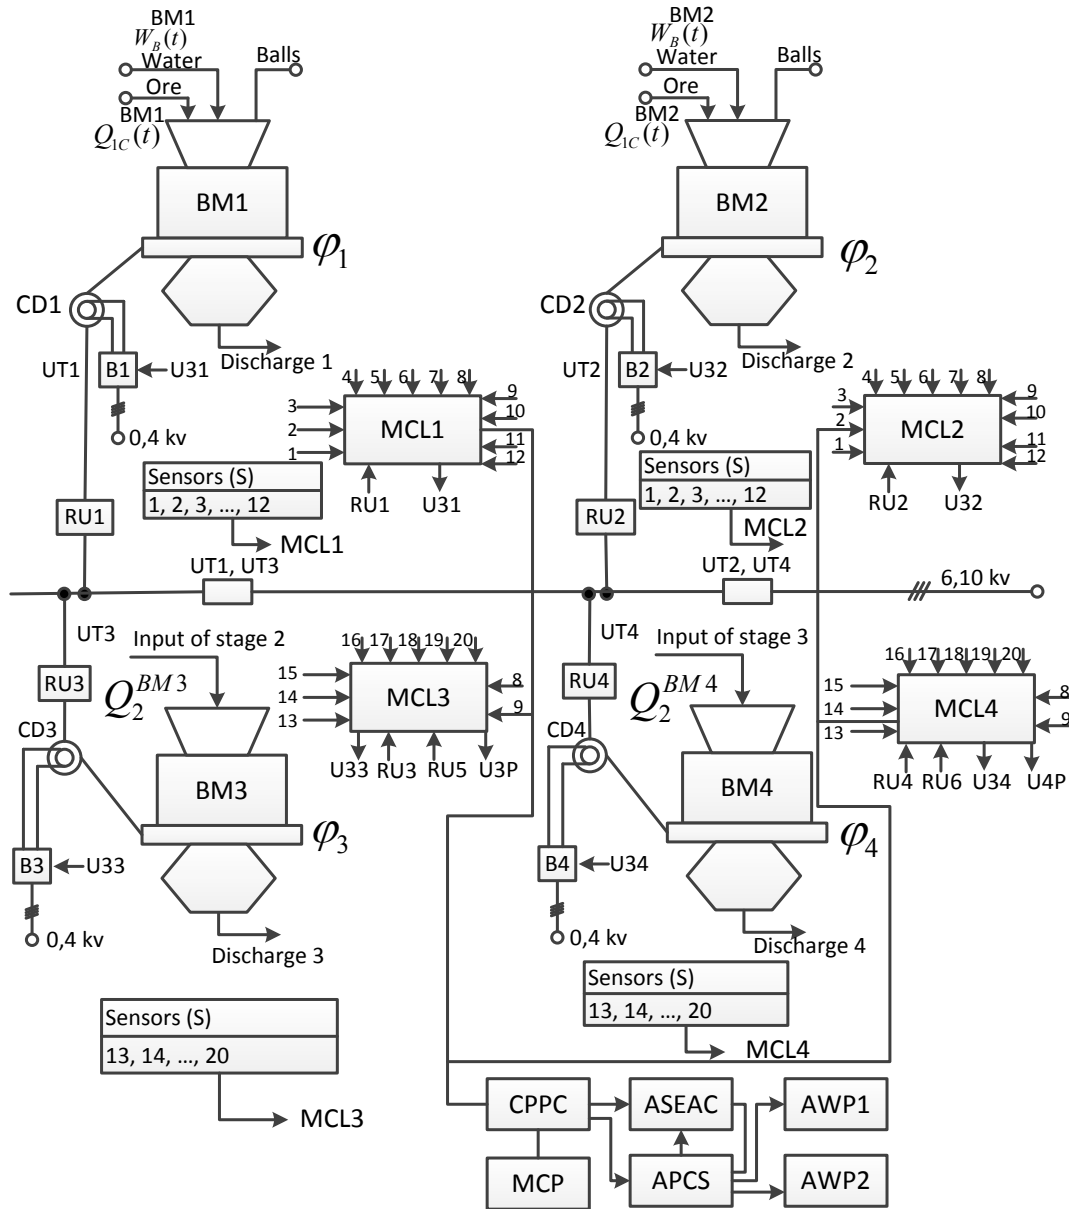 BM1
W_B(t)
Water
Balls
Ore
BM1
Q_1C(t)
BM1
φ1
CD1
UT1
B1
U31
0,4 kv
Discharge 1
RU1
BM2
W_B(t)
Water
Balls
Ore
BM2
Q_1C(t)
BM2
φ2
CD2
UT2
B2
U32
0,4 kv
Discharge 2
RU2
4 5 6 7 8
3
2
1
MCL1
9
10
11
12
RU1 U31
Sensors (S)
1, 2, 3, ..., 12
MCL1
4 5 6 7 8
3
2
1
MCL2
9
10
11
12
RU2 U32
Sensors (S)
1, 2, 3, ..., 12
MCL2
UT1, UT3
UT2, UT4
6,10 kv
UT3
RU3
CD3
Input of stage 2
Q_2^BM3
BM3
φ3
B3
U33
0,4 kv
Discharge 3
16 17 18 19 20
15
14
13
MCL3
8
9
U33 RU3 RU5 U3P
UT4
RU4
CD4
Input of stage 3
Q_2^BM4
BM4
φ4
B4
U34
0,4 kv
Discharge 4
16 17 18 19 20
15
14
13
MCL4
8
9
RU4 RU6 U34 U4P
Sensors (S)
13, 14, ..., 20
MCL3
Sensors (S)
13, 14, ..., 20
MCL4
CPPC
ASEAC
AWP1
MCP
APCS
AWP2